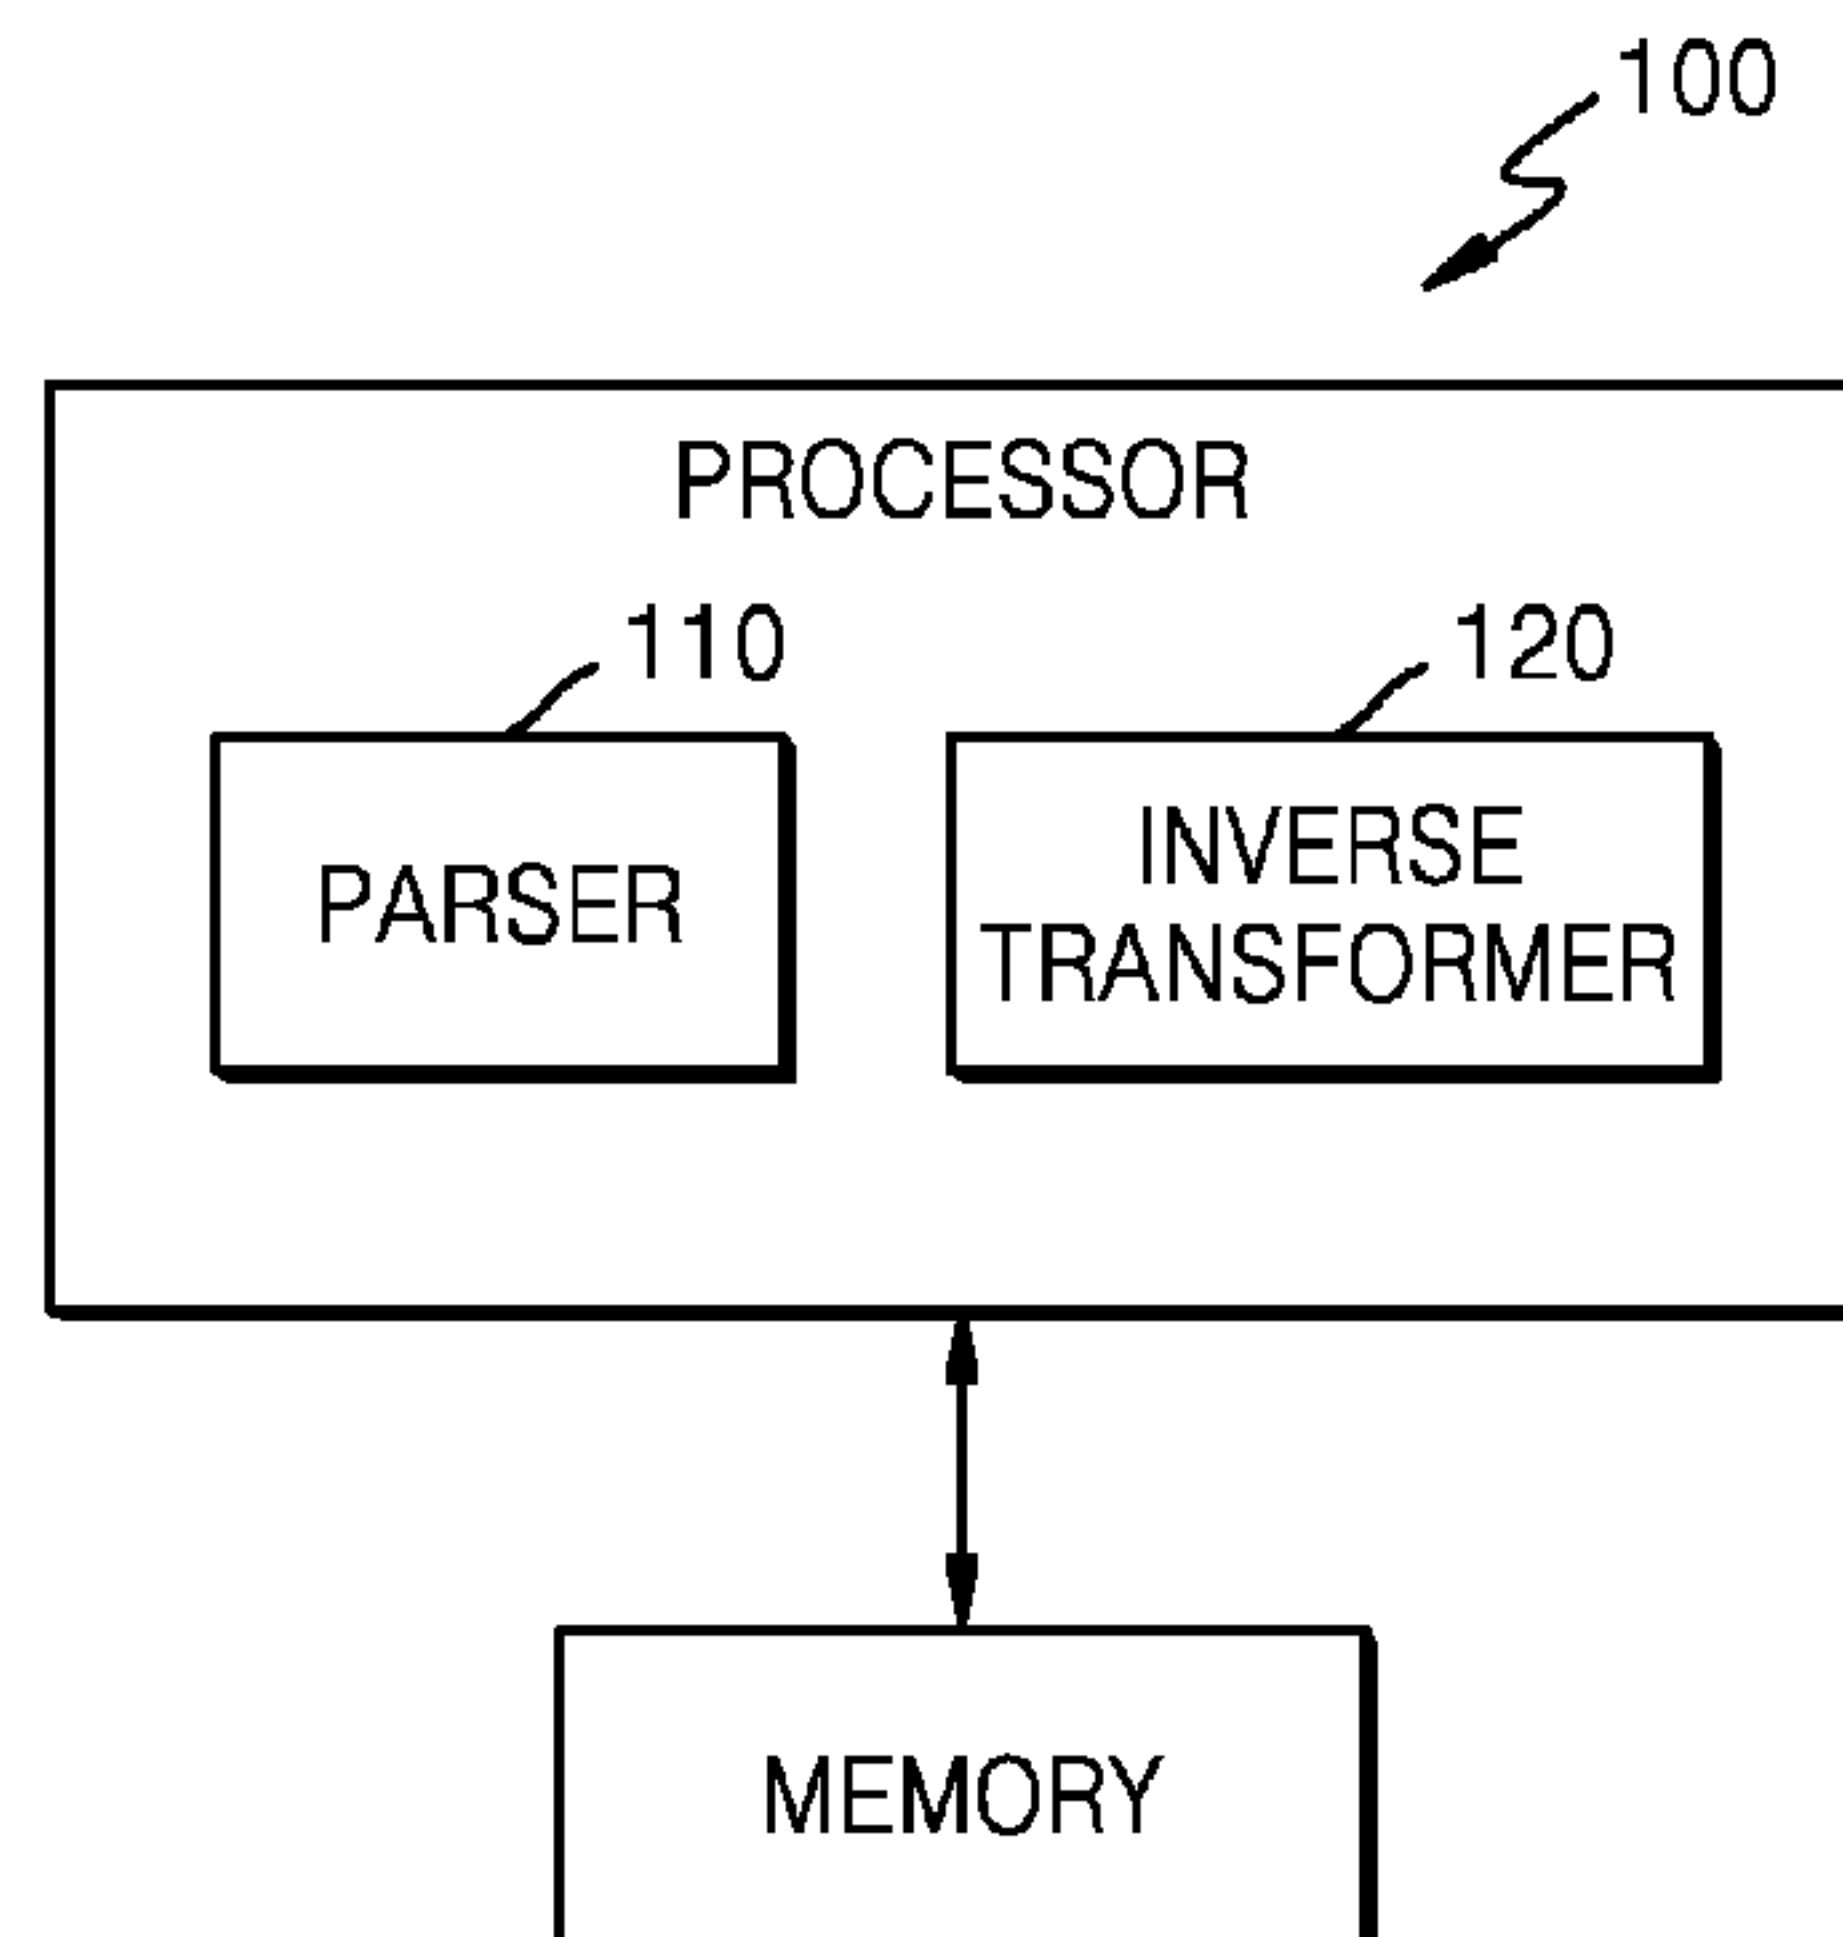 100
PROCESSOR
110
120
PARSER
INVERSE
TRANSFORMER
MEMORY